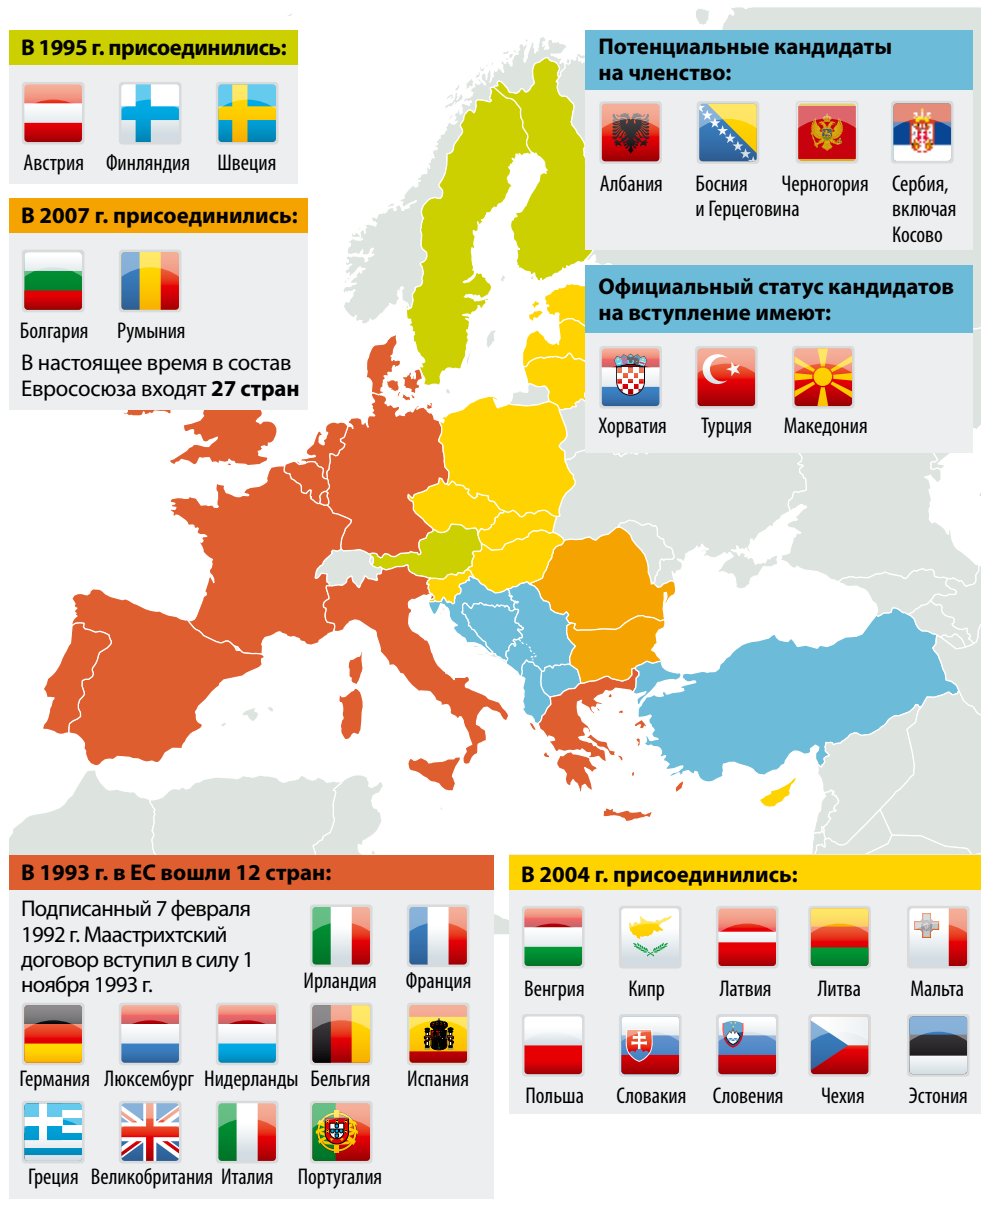 В 1995 г. присоединились:
Австрия Финляндия Швеция
В 2007 г. присоединились:
Болгария Румыния
В настоящее время в состав
Еврососюза входят 27 стран
Потенциальные кандидаты
на членство:
Албания
Босния
и Герцеговина
Черногория
Сербия,
включая
Косово
Официальный статус кандидатов
на вступление имеют:
Хорватия Турция Македония
В 1993 г. в ЕС вошли 12 стран:
Подписанный 7 февраля
1992 г. Маастрихтский
договор вступил в силу 1
ноября 1993 г.
Ирландия Франция
Германия Люксембург Нидерланды Бельгия Испания
Греция Великобритания Италия Португалия
В 2004 г. присоединились:
Венгрия Кипр Латвия Литва Мальта
Польша Словакия Словения Чехия Эстония